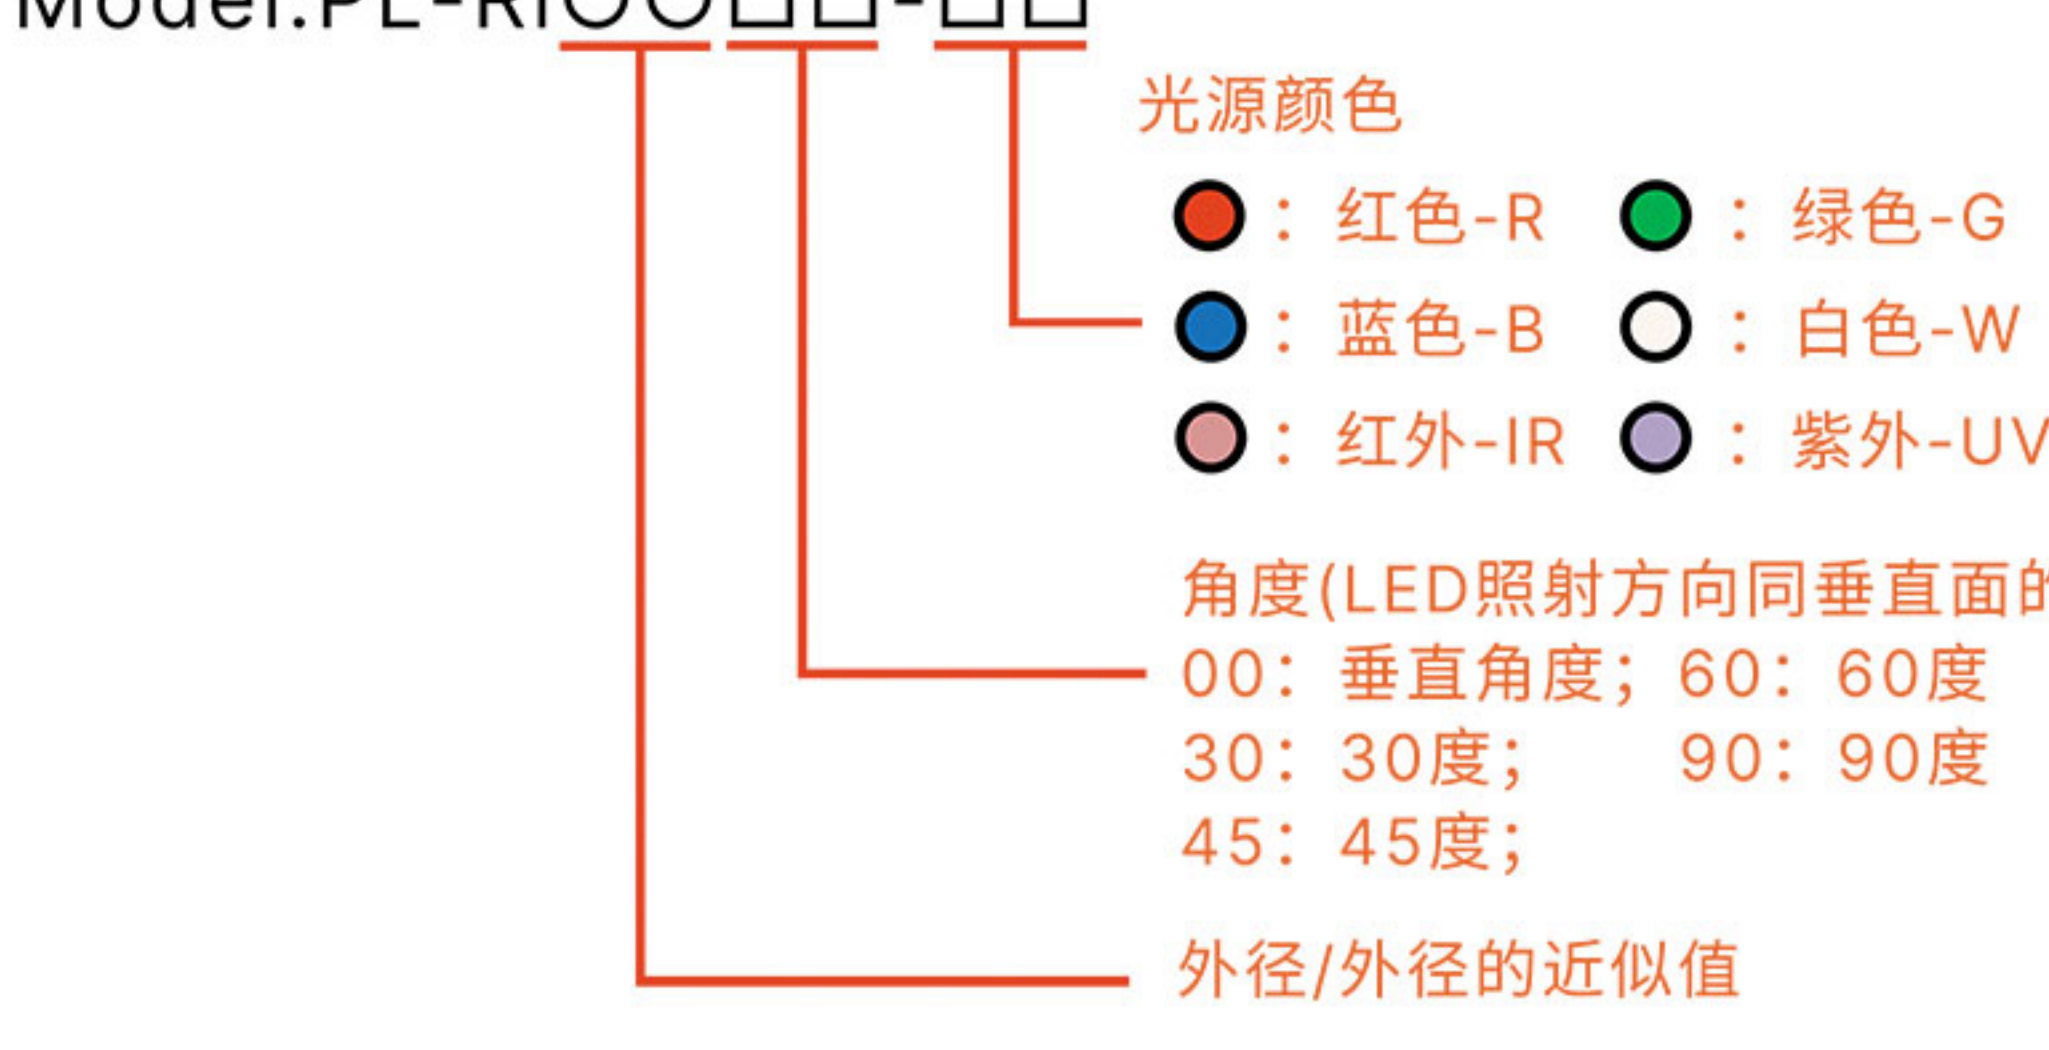 Model:PL-RI○○□□-□□
光源颜色
：红色-R ：绿色-G
：蓝色-B ：白色-W
：红外-IR ：紫外-UV
角度(LED照射方向同垂直面的
00：垂直角度；60：60度
30：30度； 90：90度
45：45度；
外径/外径的近似值